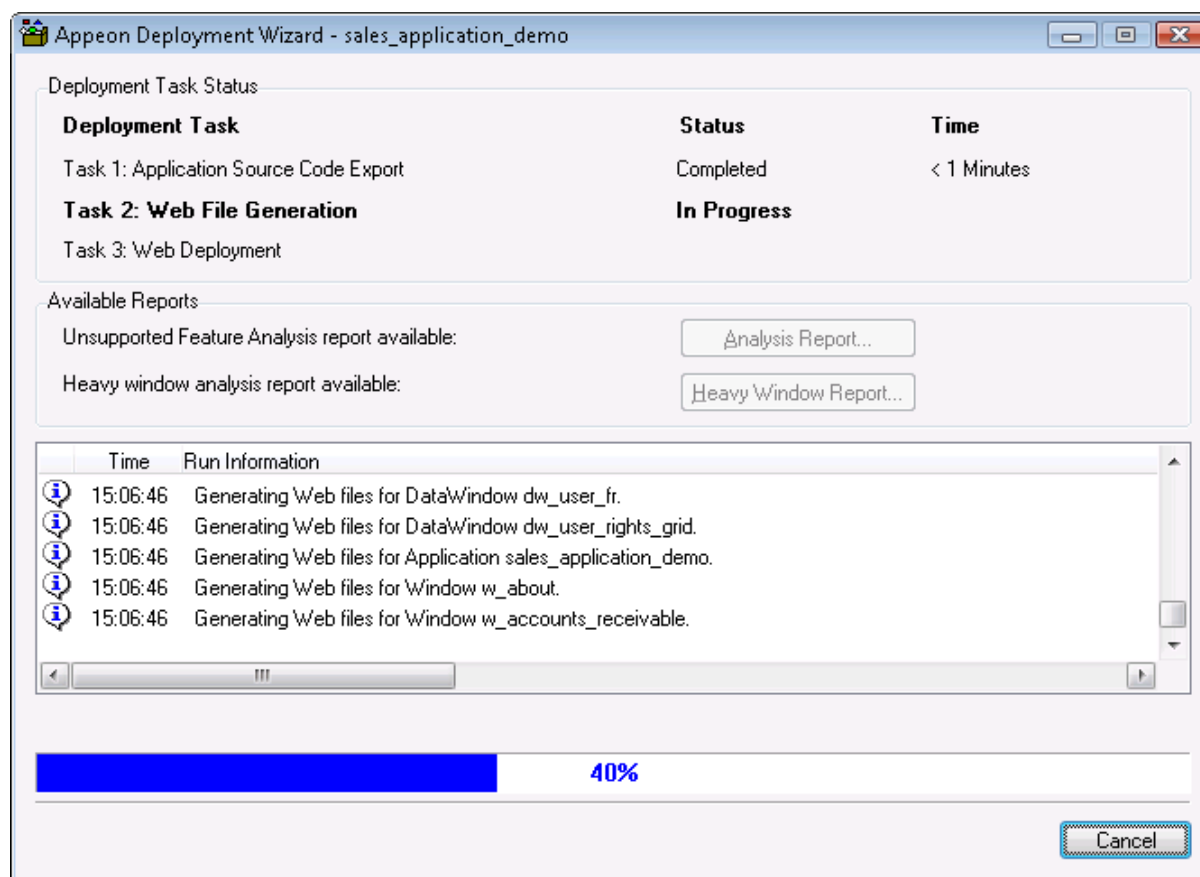 Appeon Deployment Wizard - sales_application_demo
Deployment Task Status
Deployment Task Status Time
Task 1: Application Source Code Export Completed < 1 Minutes
Task 2: Web File Generation In Progress
Task 3: Web Deployment
Available Reports
Unsupported Feature Analysis report available: Analysis Report...
Heavy window analysis report available: Heavy Window Report...
Time Run Information
15:06:46 Generating Web files for DataWindow dw_user_fr.
15:06:46 Generating Web files for DataWindow dw_user_rights_grid.
15:06:46 Generating Web files for Application sales_application_demo.
15:06:46 Generating Web files for Window w_about.
15:06:46 Generating Web files for Window w_accounts_receivable.
40%
Cancel